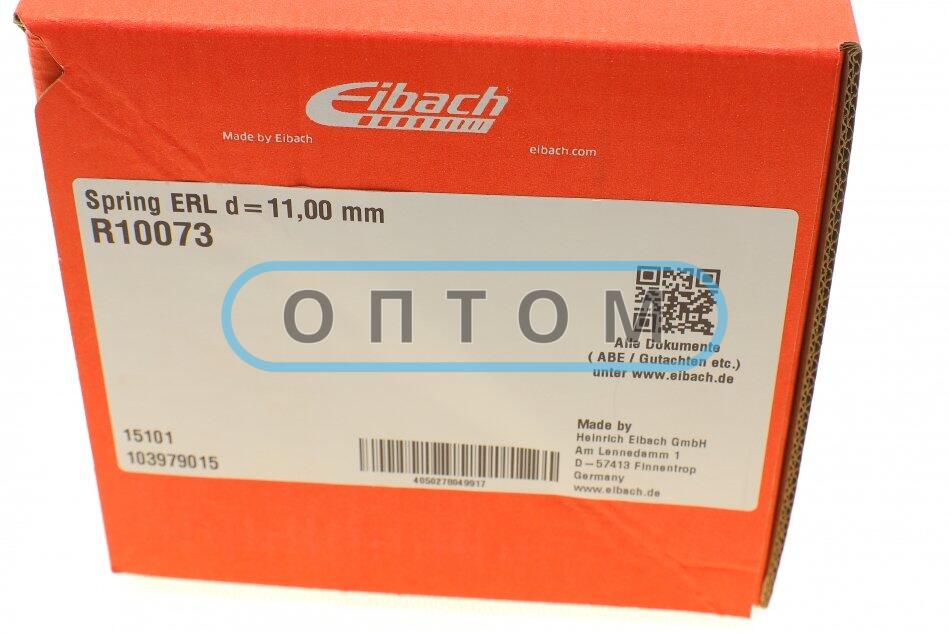 Eibach
Made by Eibach
eibach.com
Spring ERL d=11,00 mm
R10073
ОПТОМ
Alle Dokumente
( ABE / Gutachten etc.)
unter www.eibach.de
15101
103979015
4050278049917
Made by
Heinrich Eibach GmbH
Am Lennedamm 1
D-57413 Finnentrop
Germany
www.eibach.de